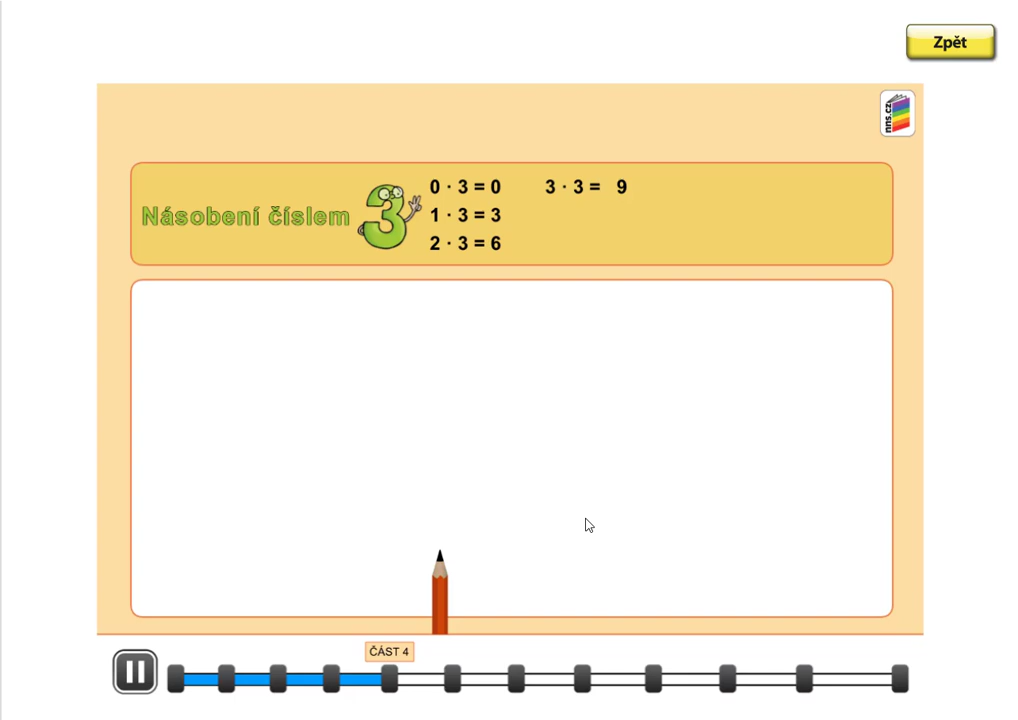 Zpět
nns.cz
Násobení číslem 3
0 · 3 = 0
1 · 3 = 3
2 · 3 = 6
3 · 3 = 9
ČÁST 4